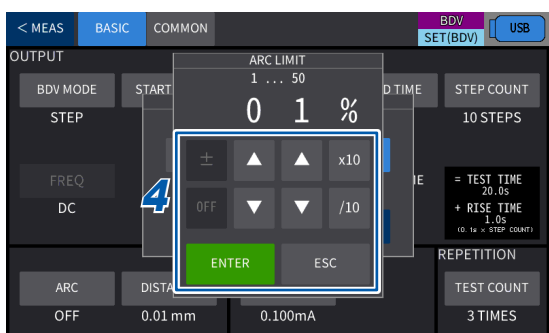 < MEAS BASIC COMMON BDV SET(BDV) USB
OUTPUT
ARC LIMIT
1 ... 50
0 1 %
BDV MODE START D TIME STEP COUNT
STEP 10 STEPS
± ▲ ▲ x10
4
OFF ▼ ▼ /10
FREQ IE
DC
= TEST TIME
20.0s
+ RISE TIME
1.0s
(0.1s × STEP COUNT)
ENTER ESC
REPETITION
ARC DISTA TEST COUNT
OFF 0.01 mm 0.100mA 3 TIMES